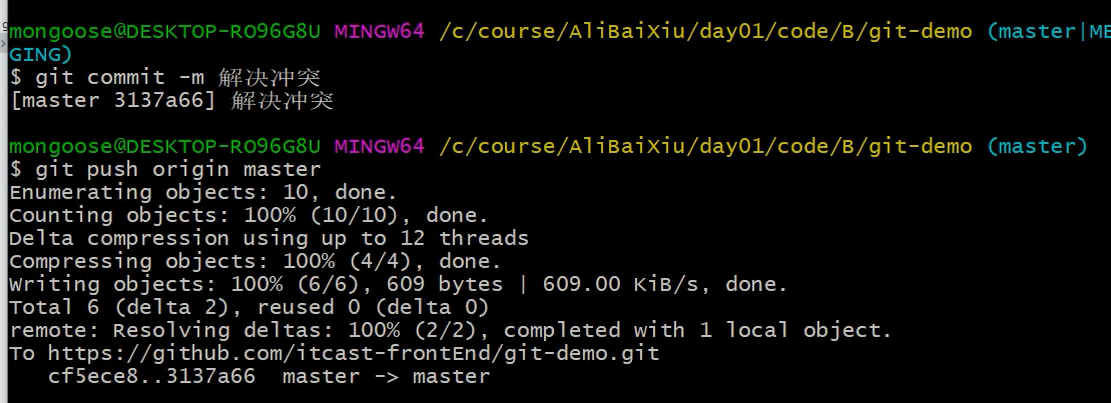 mongoose@DESKTOP-RO96G8U MINGW64 /c/course/AliBaiXiu/day01/code/B/git-demo (master|ME
GING)
$ git commit -m 解决冲突
[master 3137a66] 解决冲突
mongoose@DESKTOP-RO96G8U MINGW64 /c/course/AliBaiXiu/day01/code/B/git-demo (master)
$ git push origin master
Enumerating objects: 10, done.
Counting objects: 100% (10/10), done.
Delta compression using up to 12 threads
Compressing objects: 100% (4/4), done.
Writing objects: 100% (6/6), 609 bytes | 609.00 KiB/s, done.
Total 6 (delta 2), reused 0 (delta 0)
remote: Resolving deltas: 100% (2/2), completed with 1 local object.
To https://github.com/itcast-frontEnd/git-demo.git
   cf5ece8..3137a66  master -> master